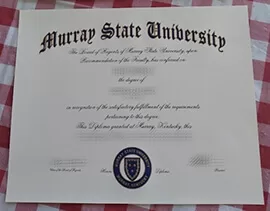 Murray State University
The Board of Regents of Murray State University, upon
Recommendation of the Faculty, has conferred on
the degree of
in recognition of the satisfactory fulfillment of the requirements
pertaining to this degree.
This Diploma granted at Murray, Kentucky, this